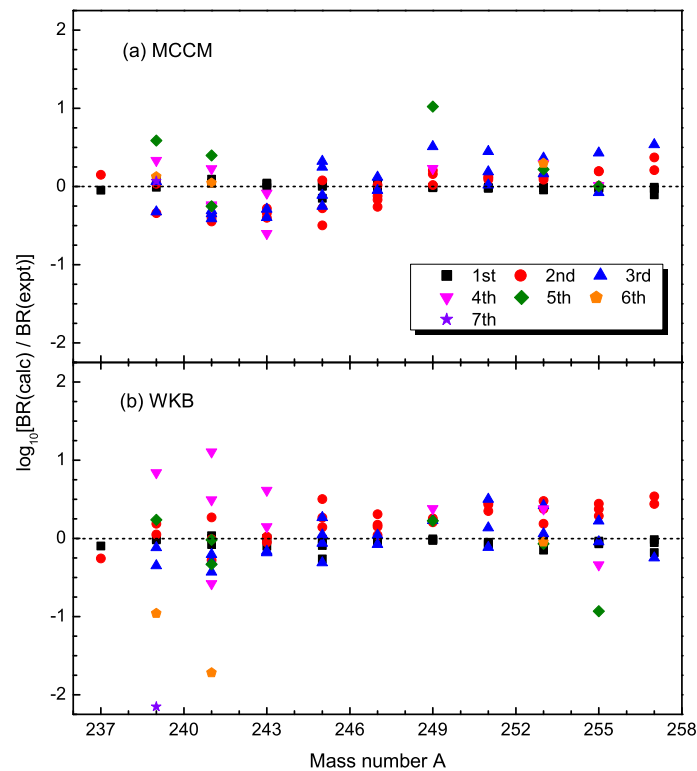 (a) MCCM
2
1
0
-1
-2
1st 2nd 3rd
4th 5th 6th
7th
log10[BR(calc) / BR(expt)]
(b) WKB
2
1
0
-1
-2
237 240 243 246 249 252 255 258
Mass number A